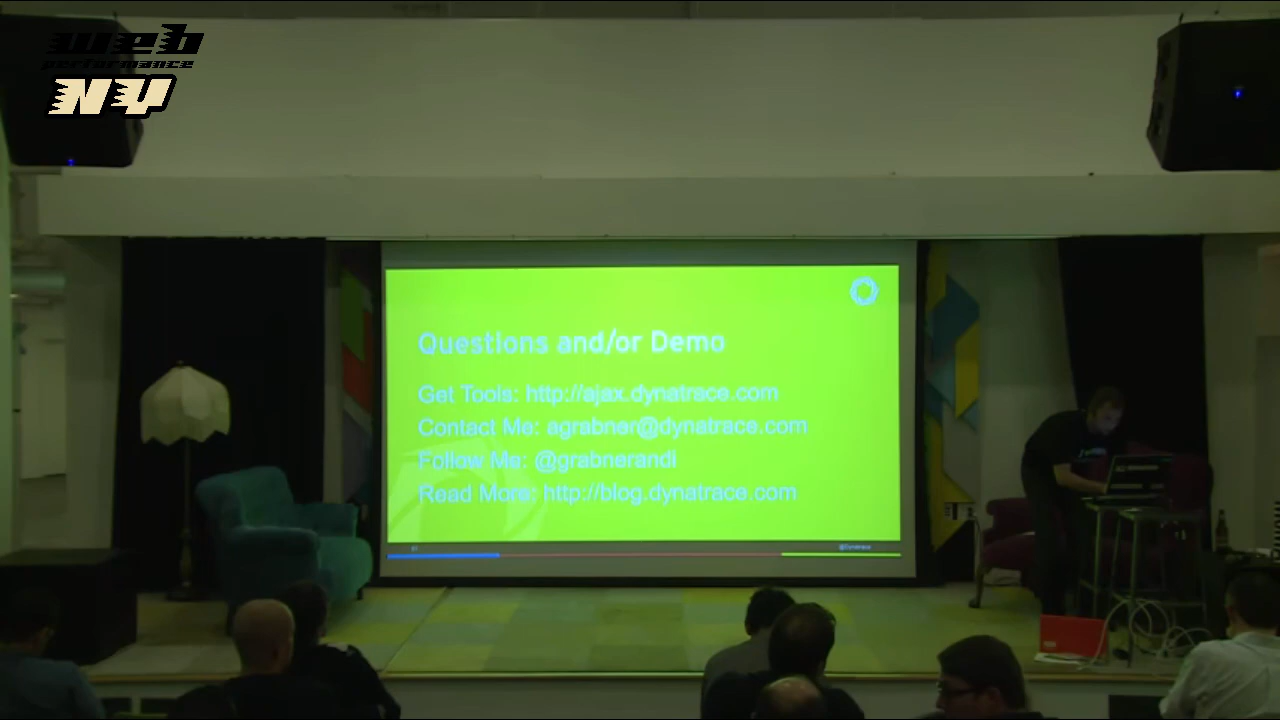 web
performance
NY
Questions and/or Demo
Get Tools: http://ajax.dynatrace.com
Contact Me: agrabner@dynatrace.com
Follow Me: @grabnerandi
Read More: http://blog.dynatrace.com
@Dynatrace